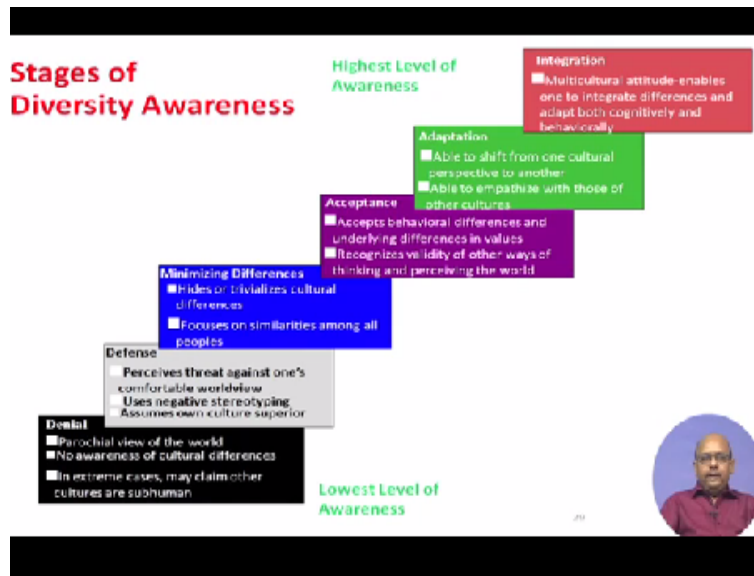 Stages of
Diversity Awareness
Highest Level of
Awareness
Integration
Multicultural attitude-enables
one to integrate differences and
adapt both cognitively and
behaviorally
Adaptation
Able to shift from one cultural
perspective to another
Able to empathize with those of
other cultures
Acceptance
Accepts behavioral differences and
underlying differences in values
Recognizes validity of other ways of
thinking and perceiving the world
Minimizing Differences
Hides or trivializes cultural
differences
Focuses on similarities among all
peoples
Defense
Perceives threat against one's
comfortable worldview
Uses negative stereotyping
Assumes own culture superior
Denial
Parochial view of the world
No awareness of cultural differences
In extreme cases, may claim other
cultures are subhuman
Lowest Level of
Awareness